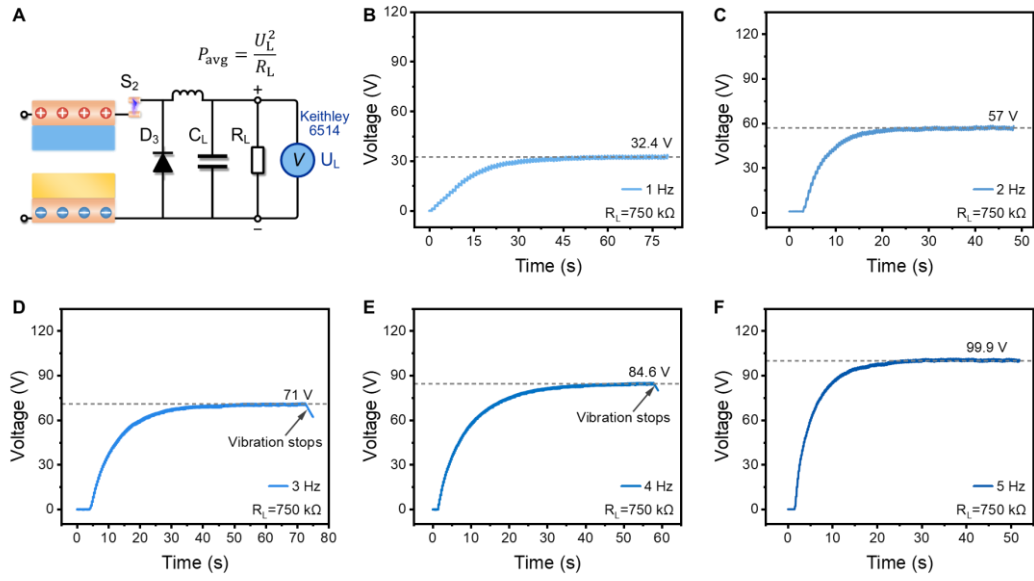 A
P_avg = U_L^2 / R_L
S2
+
Keithley
6514
D3
CL
RL
V
UL
−
B
Voltage (V)
120
90
60
30
0
32.4 V
1 Hz
RL=750 kΩ
0 15 30 45 60 75
Time (s)
C
Voltage (V)
120
90
60
30
0
57 V
2 Hz
RL=750 kΩ
0 10 20 30 40 50
Time (s)
D
Voltage (V)
120
90
60
30
0
71 V
Vibration stops
3 Hz
RL=750 kΩ
0 10 20 30 40 50 60 70 80
Time (s)
E
Voltage (V)
120
90
60
30
0
84.6 V
Vibration stops
4 Hz
RL=750 kΩ
0 10 20 30 40 50 60
Time (s)
F
Voltage (V)
120
90
60
30
0
99.9 V
5 Hz
RL=750 kΩ
0 10 20 30 40 50
Time (s)